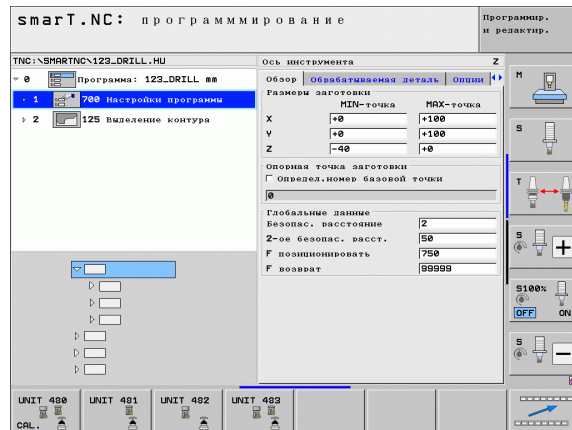 smarT.NC: программмирование
Программир.
и редактир.
TNC:\SMARTNC\123_DRILL.HU
0 Программа: 123_DRILL mm
1 700 Настройки программы
2 125 Выделение контура
Ось инструмента Z
Обзор Обрабатываемая деталь Опции
Размеры заготовки
MIN-точка MAX-точка
X +0 +100
Y +0 +100
Z -40 +0
Опорная точка заготовки
Определ.номер базовой точки
0
Глобальные данные
Безопас. расстояние 2
2-ое безопас. расст. 50
F позиционировать 750
F возврат 99999
M
S
T
S
S100%
OFF ON
S
UNIT 480 UNIT 481 UNIT 482 UNIT 483
CAL.